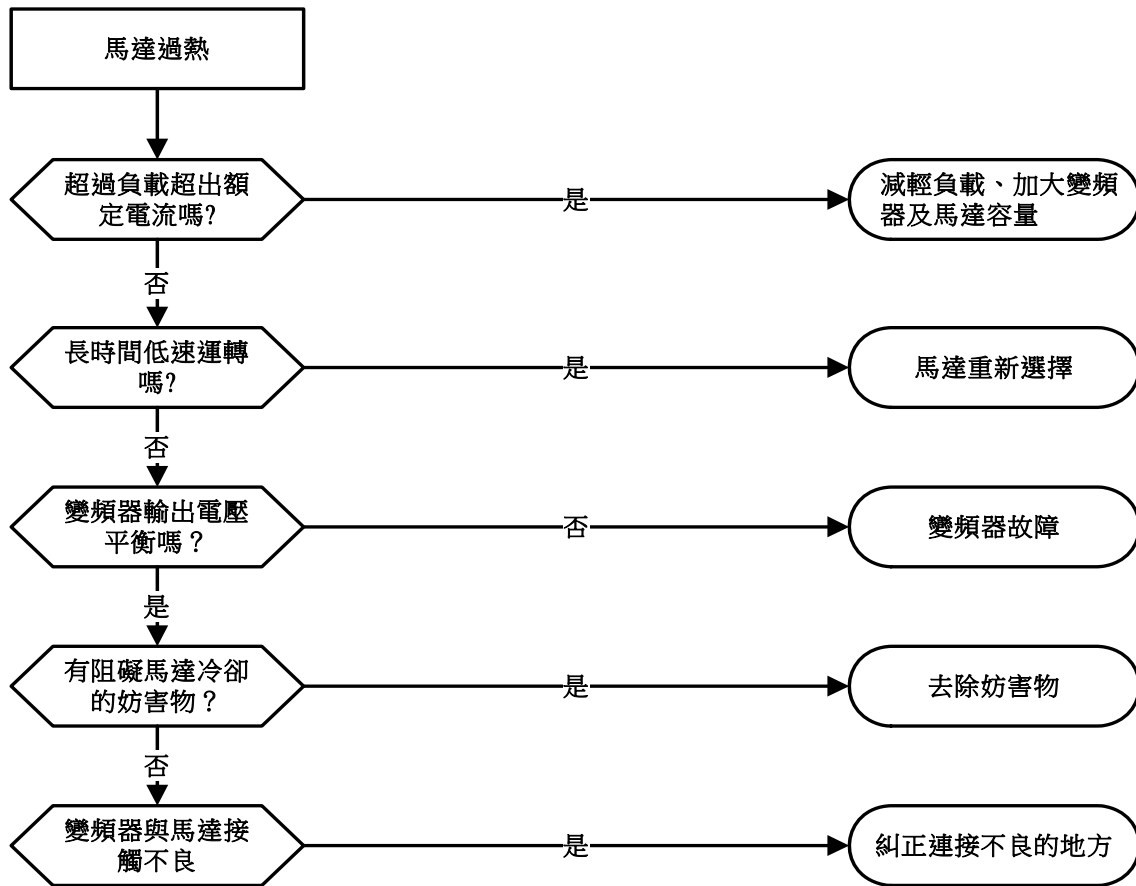 馬達過熱
超過負載超出額
定電流嗎?
是
減輕負載、加大變頻
器及馬達容量
否
長時間低速運轉
嗎?
是
馬達重新選擇
否
變頻器輸出電壓
平衡嗎？
否
變頻器故障
是
有阻礙馬達冷卻
的妨害物？
是
去除妨害物
否
變頻器與馬達接
觸不良
是
糾正連接不良的地方